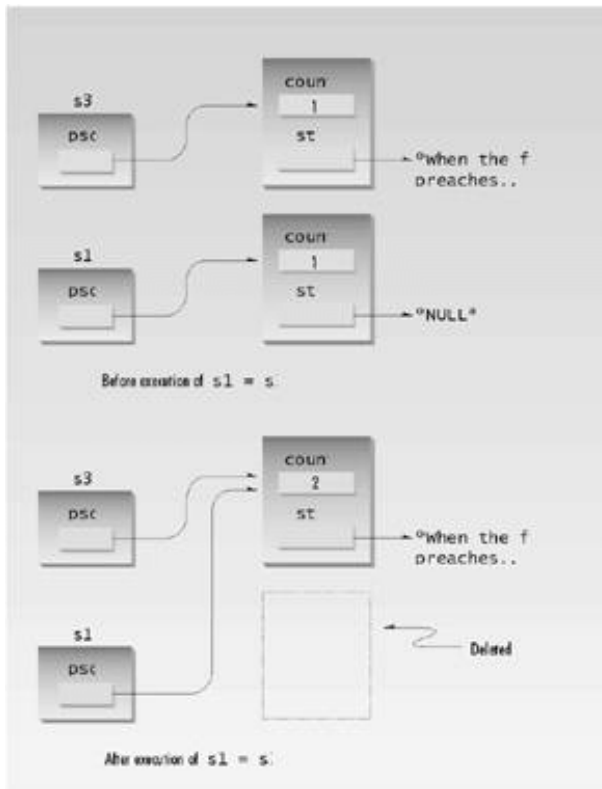 coun
s3
1
psc
st
"When the f
preaches..
coun
s1
1
psc
st
"NULL"
Before execution of s1 = s
coun
s3
2
psc
st
"When the f
preaches..
s1
Deleted
psc
After execution of s1 = s